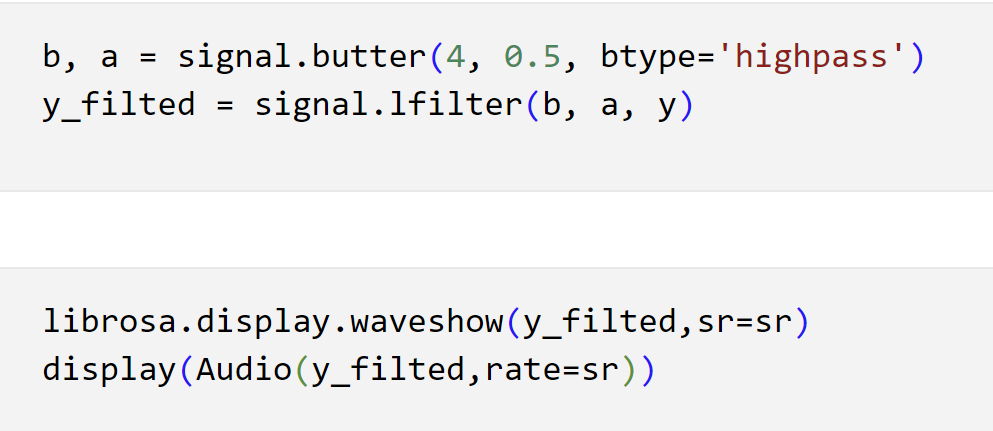 b, a = signal.butter(4, 0.5, btype='highpass')
y_filted = signal.lfilter(b, a, y)
librosa.display.waveshow(y_filted,sr=sr)
display(Audio(y_filted,rate=sr))